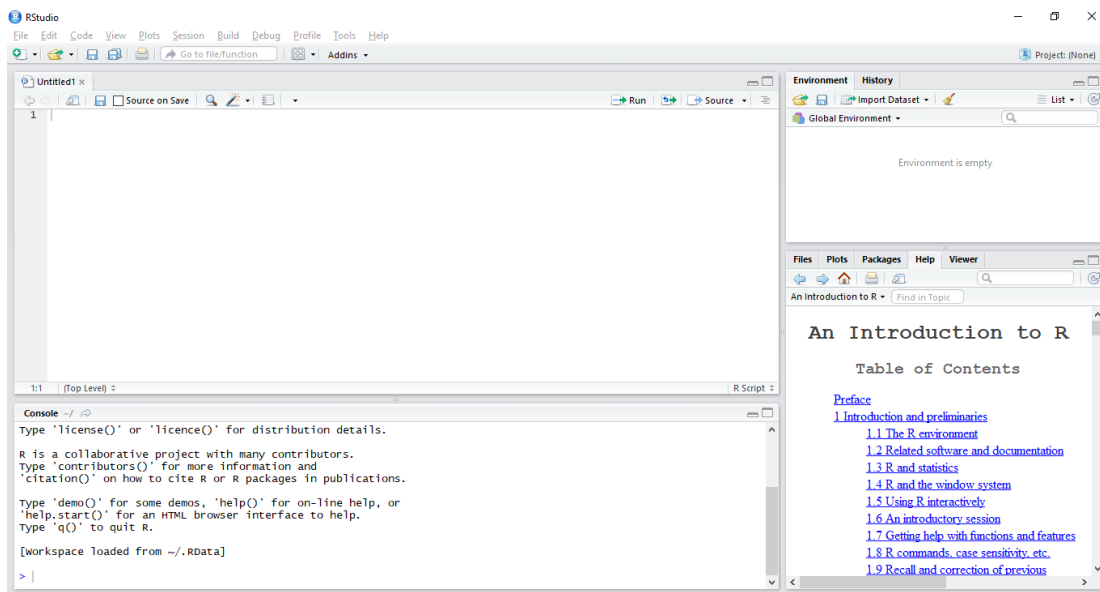 RStudio
File Edit Code View Plots Session Build Debug Profile Tools Help
Go to file/function Addins Project: (None)
Untitled1
Source on Save Run Source
1
1:1 (Top Level) R Script
Console ~/
Type 'license()' or 'licence()' for distribution details.
R is a collaborative project with many contributors.
Type 'contributors()' for more information and
'citation()' on how to cite R or R packages in publications.
Type 'demo()' for some demos, 'help()' for on-line help, or
'help.start()' for an HTML browser interface to help.
Type 'q()' to quit R.
[Workspace loaded from ~/.RData]
>
Environment History
Import Dataset List
Global Environment
Environment is empty
Files Plots Packages Help Viewer
An Introduction to R Find in Topic
An Introduction to R
Table of Contents
Preface
1 Introduction and preliminaries
1.1 The R environment
1.2 Related software and documentation
1.3 R and statistics
1.4 R and the window system
1.5 Using R interactively
1.6 An introductory session
1.7 Getting help with functions and features
1.8 R commands, case sensitivity, etc.
1.9 Recall and correction of previous